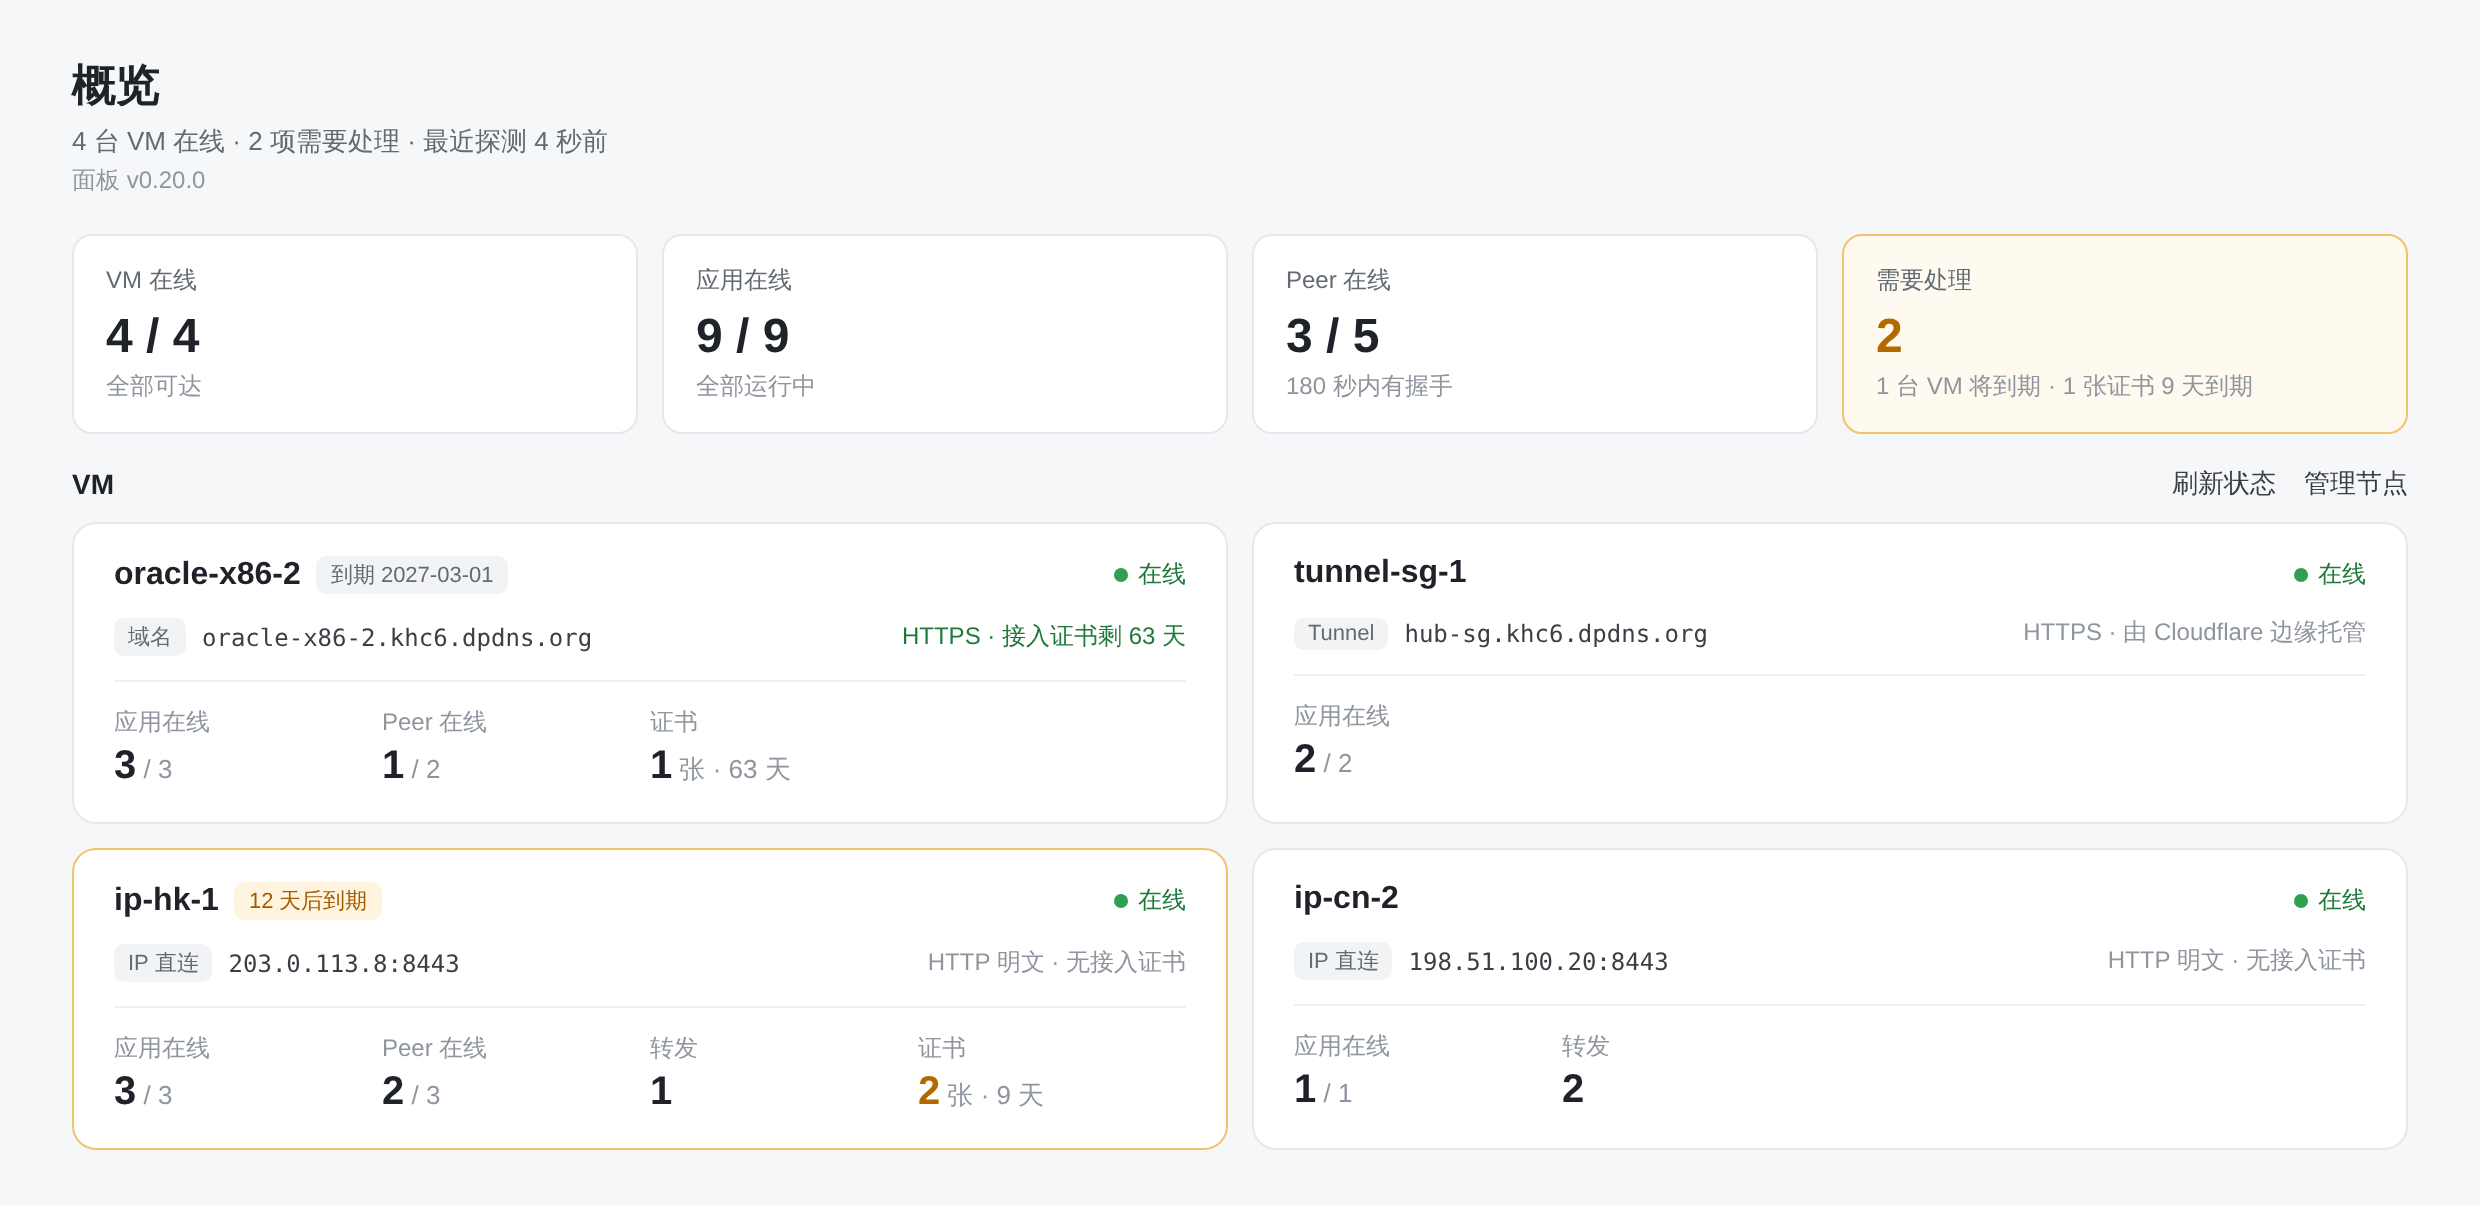 概览
4 台 VM 在线 · 2 项需要处理 · 最近探测 4 秒前
面板 v0.20.0
VM 在线
4 / 4
全部可达
应用在线
9 / 9
全部运行中
Peer 在线
3 / 5
180 秒内有握手
需要处理
2
1 台 VM 将到期 · 1 张证书 9 天到期
VM
刷新状态 管理节点
oracle-x86-2 到期 2027-03-01 在线
域名 oracle-x86-2.khc6.dpdns.org HTTPS · 接入证书剩 63 天
应用在线 Peer 在线 证书
3 / 3 1 / 2 1 张 · 63 天
tunnel-sg-1 在线
Tunnel hub-sg.khc6.dpdns.org HTTPS · 由 Cloudflare 边缘托管
应用在线
2 / 2
ip-hk-1 12 天后到期 在线
IP 直连 203.0.113.8:8443 HTTP 明文 · 无接入证书
应用在线 Peer 在线 转发 证书
3 / 3 2 / 3 1 2 张 · 9 天
ip-cn-2 在线
IP 直连 198.51.100.20:8443 HTTP 明文 · 无接入证书
应用在线 转发
1 / 1 2